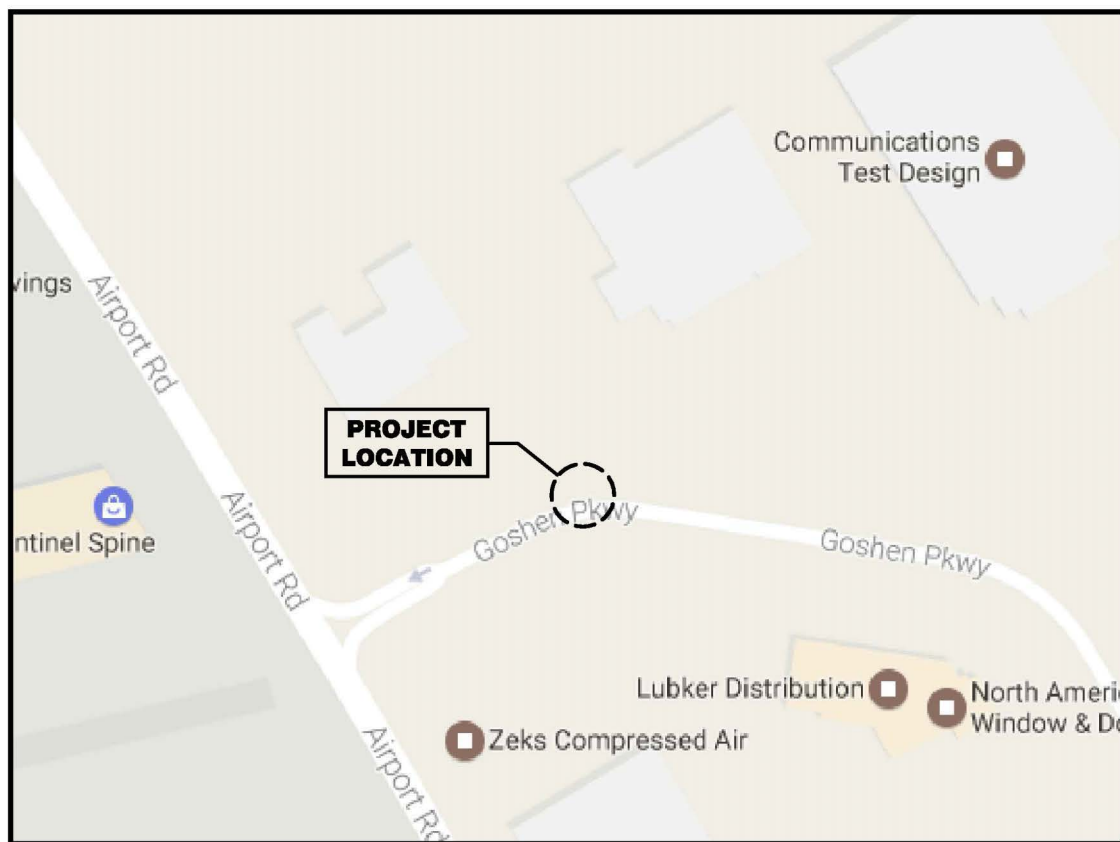 Communications
Test Design
vings
Airport Rd
PROJECT
LOCATION
Airport Rd
ntinel Spine
Goshen Pkwy
Goshen Pkwy
Lubker Distribution
North Ameri
Window & Do
Zeks Compressed Air
Airport Rd